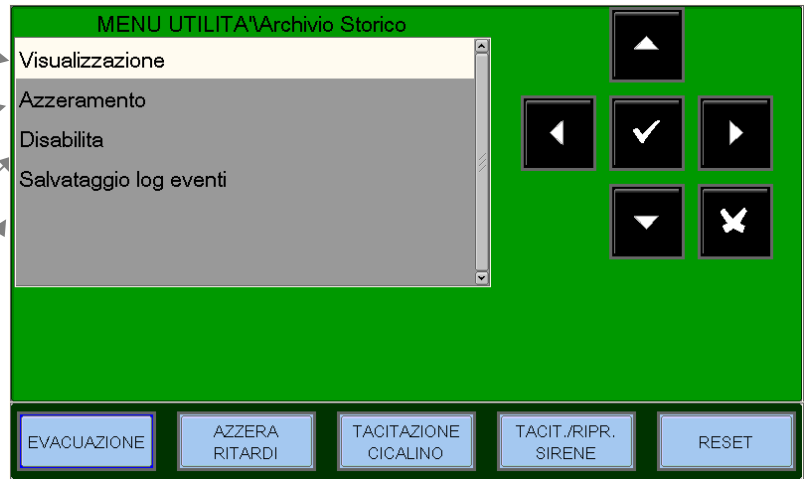 MENU UTILITA'\Archivio Storico
Visualizzazione
Azzeramento
Disabilita
Salvataggio log eventi
EVACUAZIONE
AZZERA
RITARDI
TACITAZIONE
CICALINO
TACIT./RIPR.
SIRENE
RESET